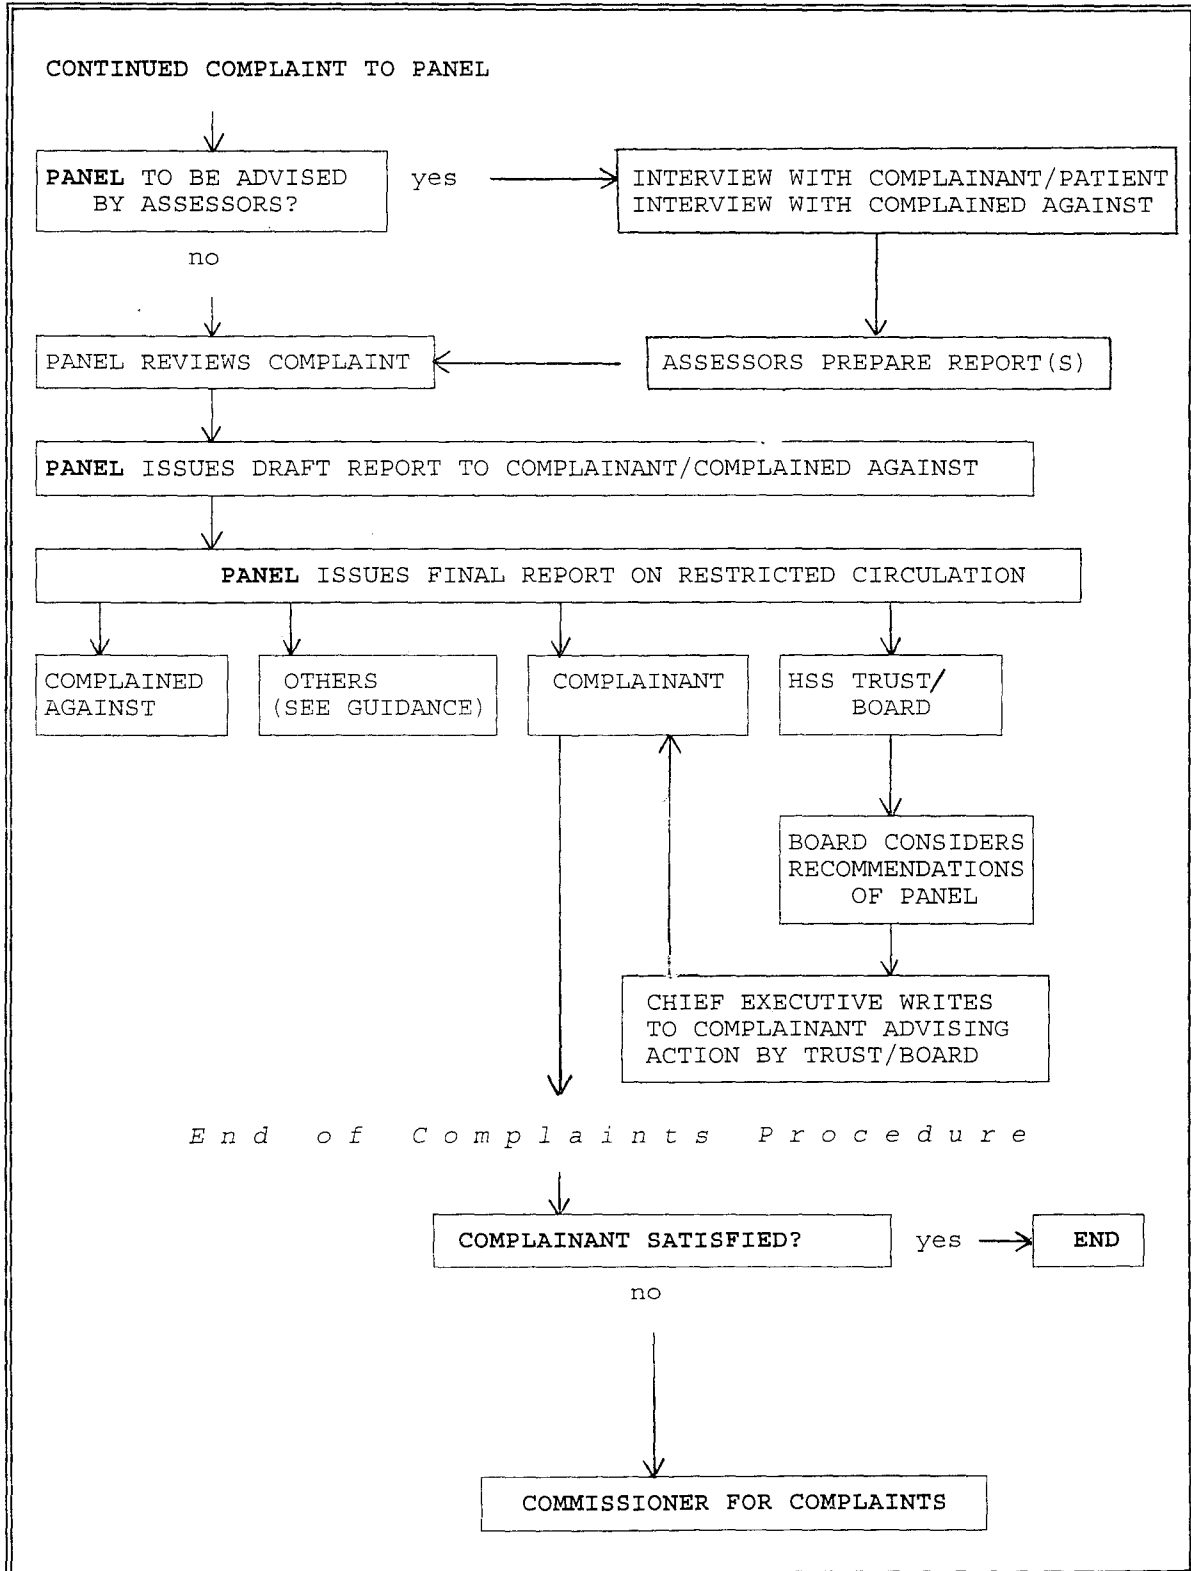 CONTINUED COMPLAINT TO PANEL
PANEL TO BE ADVISED
BY ASSESSORS?
yes
INTERVIEW WITH COMPLAINANT/PATIENT
INTERVIEW WITH COMPLAINED AGAINST
no
PANEL REVIEWS COMPLAINT
ASSESSORS PREPARE REPORT(S)
PANEL ISSUES DRAFT REPORT TO COMPLAINANT/COMPLAINED AGAINST
PANEL ISSUES FINAL REPORT ON RESTRICTED CIRCULATION
COMPLAINED
AGAINST
OTHERS
(SEE GUIDANCE)
COMPLAINANT
HSS TRUST/
BOARD
BOARD CONSIDERS
RECOMMENDATIONS
OF PANEL
CHIEF EXECUTIVE WRITES
TO COMPLAINANT ADVISING
ACTION BY TRUST/BOARD
End of Complaints Procedure
COMPLAINANT SATISFIED?
yes
END
no
COMMISSIONER FOR COMPLAINTS